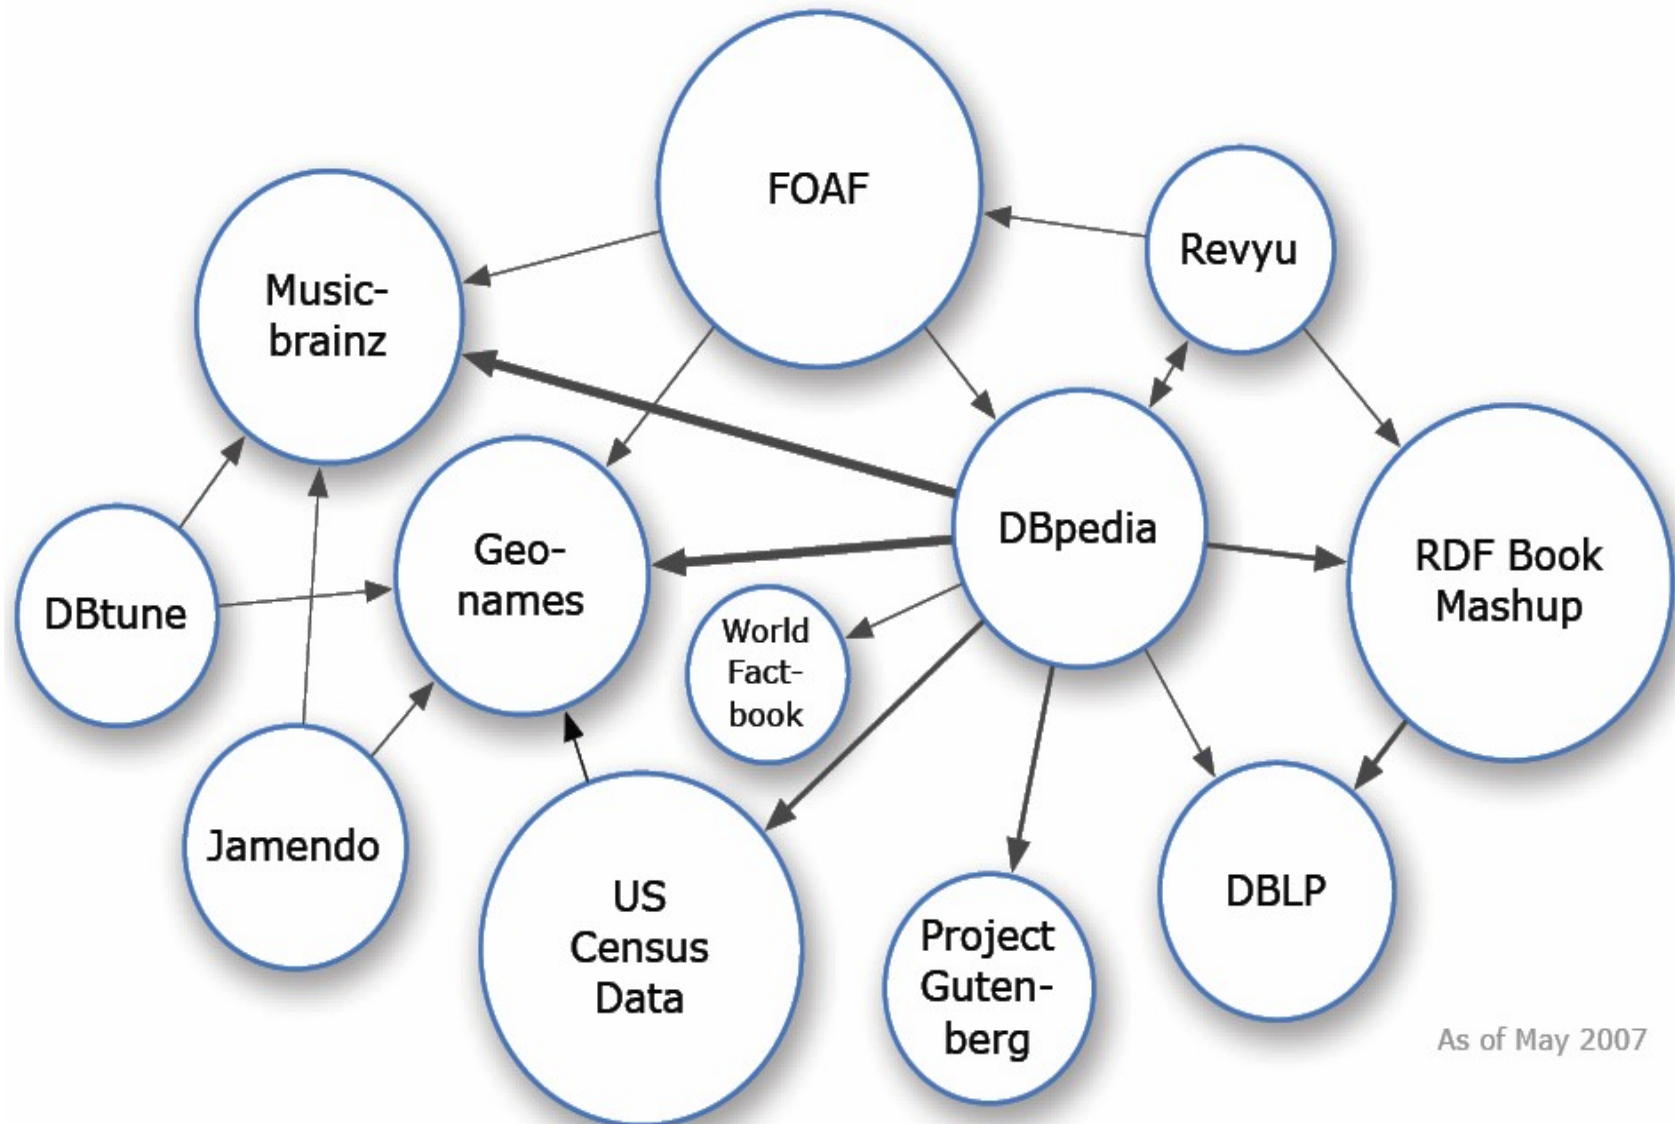 FOAF
Revyu
Music-
brainz
DBpedia
Geo-
names
RDF Book
Mashup
DBtune
World
Fact-
book
Jamendo
US
Census
Data
Project
Guten-
berg
DBLP
As of May 2007